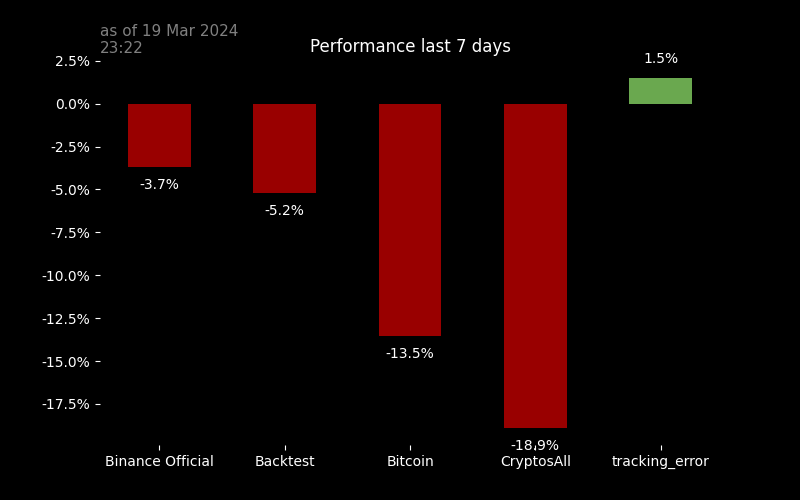 as of 19 Mar 2024
23:22
Performance last 7 days
2.5%
0.0%
-2.5%
-5.0%
-7.5%
-10.0%
-12.5%
-15.0%
-17.5%
-3.7%
-5.2%
-13.5%
-18.9%
1.5%
Binance Official
Backtest
Bitcoin
CryptosAll
tracking_error